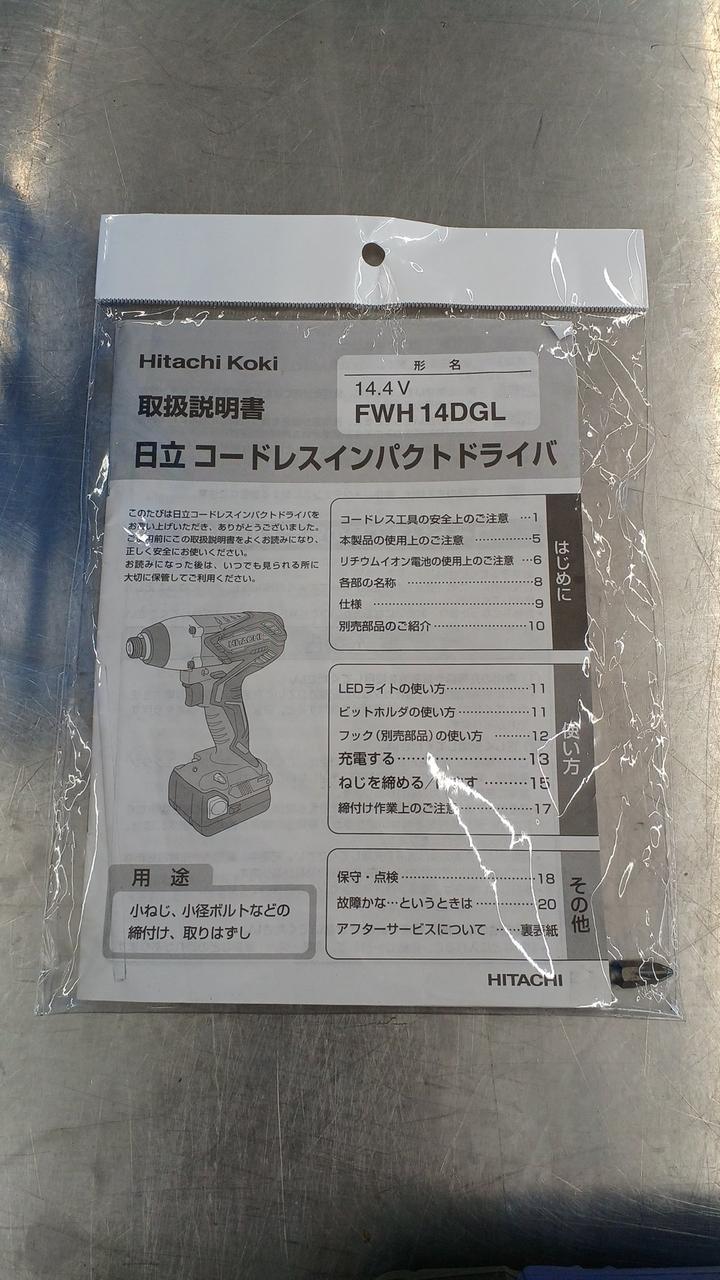 Hitachi Koki
形 名
14.4 V
FWH 14DGL
取扱説明書
日立 コードレスインパクトドライバ
このたびは日立コードレスインパクトドライバを
お買い上げいただき、ありがとうございました。
ご使用前にこの取扱説明書をよくお読みになり、
正しく安全にお使いください。
お読みになった後は、いつでも見られる所に
大切に保管してご利用ください。
HITACHI
用 途
小ねじ、小径ボルトなどの
締付け、取りはずし
はじめに
コードレス工具の安全上のご注意 …1
本製品の使用上のご注意 ………5
リチウムイオン電池の使用上のご注意 …6
各部の名称 ………………8
仕様 …………………9
別売部品のご紹介 …………10
使い方
LEDライトの使い方…………11
ビットホルダの使い方…………11
フック(別売部品)の使い方 ……12
充電する………………13
ねじを締める/ す ………15
締付け作業上のご注意 ………17
その他
保守・点検………………18
故障かな…というときは …………20
アフターサービスについて ……裏表紙
HITACHI